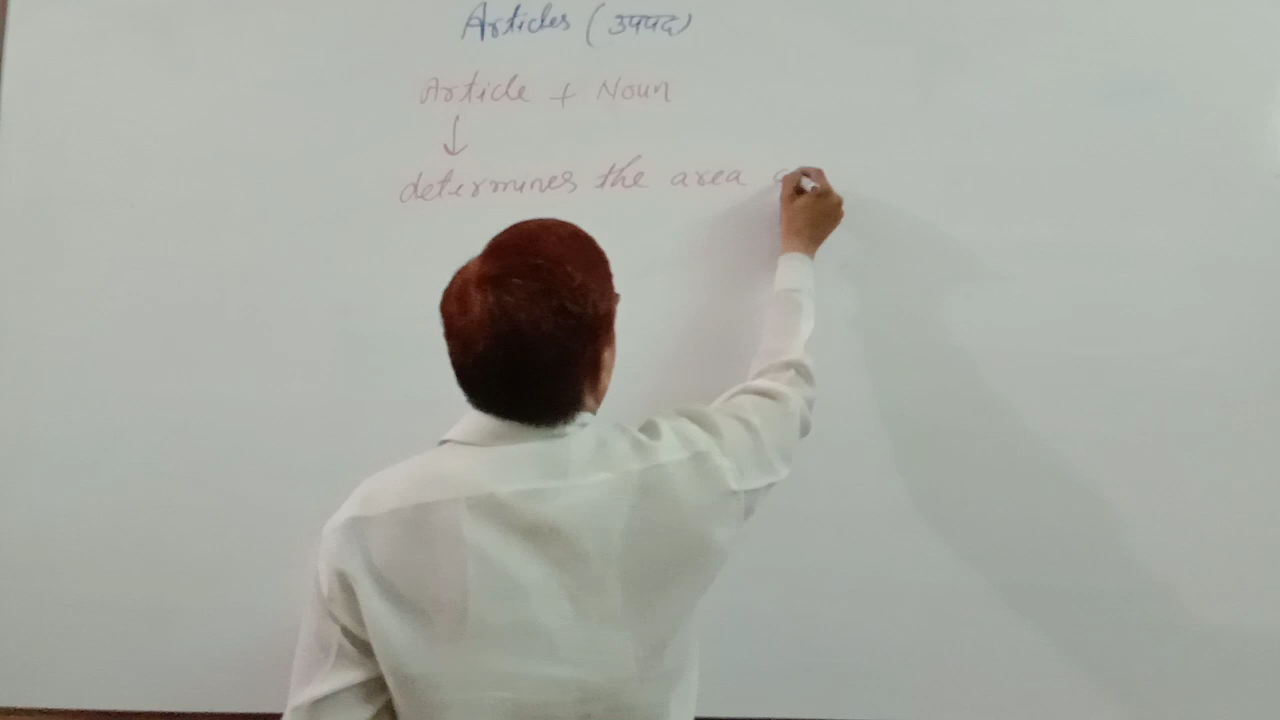 Articles (उपपद)
Article + Noun
↓
determines the area